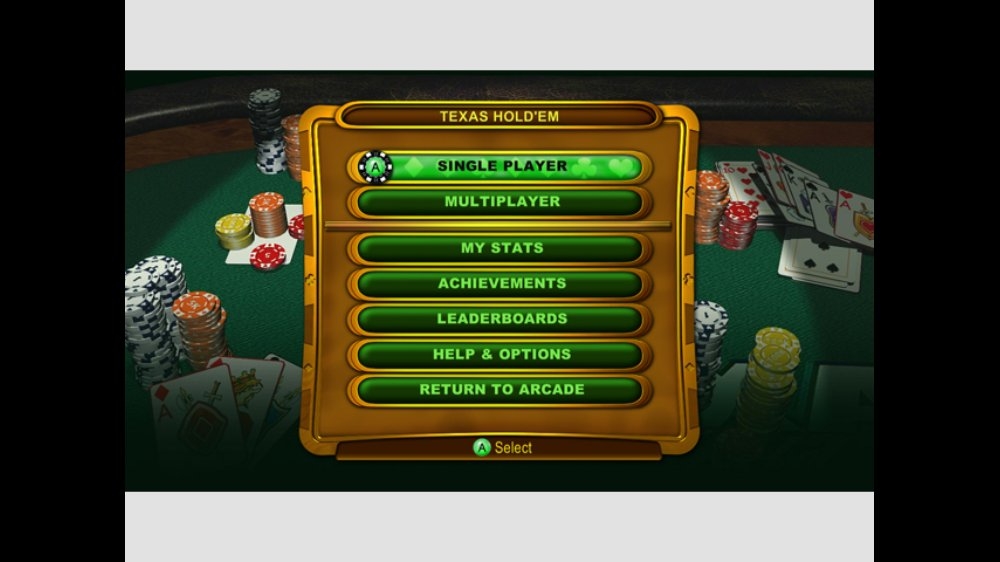 TEXAS HOLD'EM
A SINGLE PLAYER
MULTIPLAYER
MY STATS
ACHIEVEMENTS
LEADERBOARDS
HELP & OPTIONS
RETURN TO ARCADE
A Select